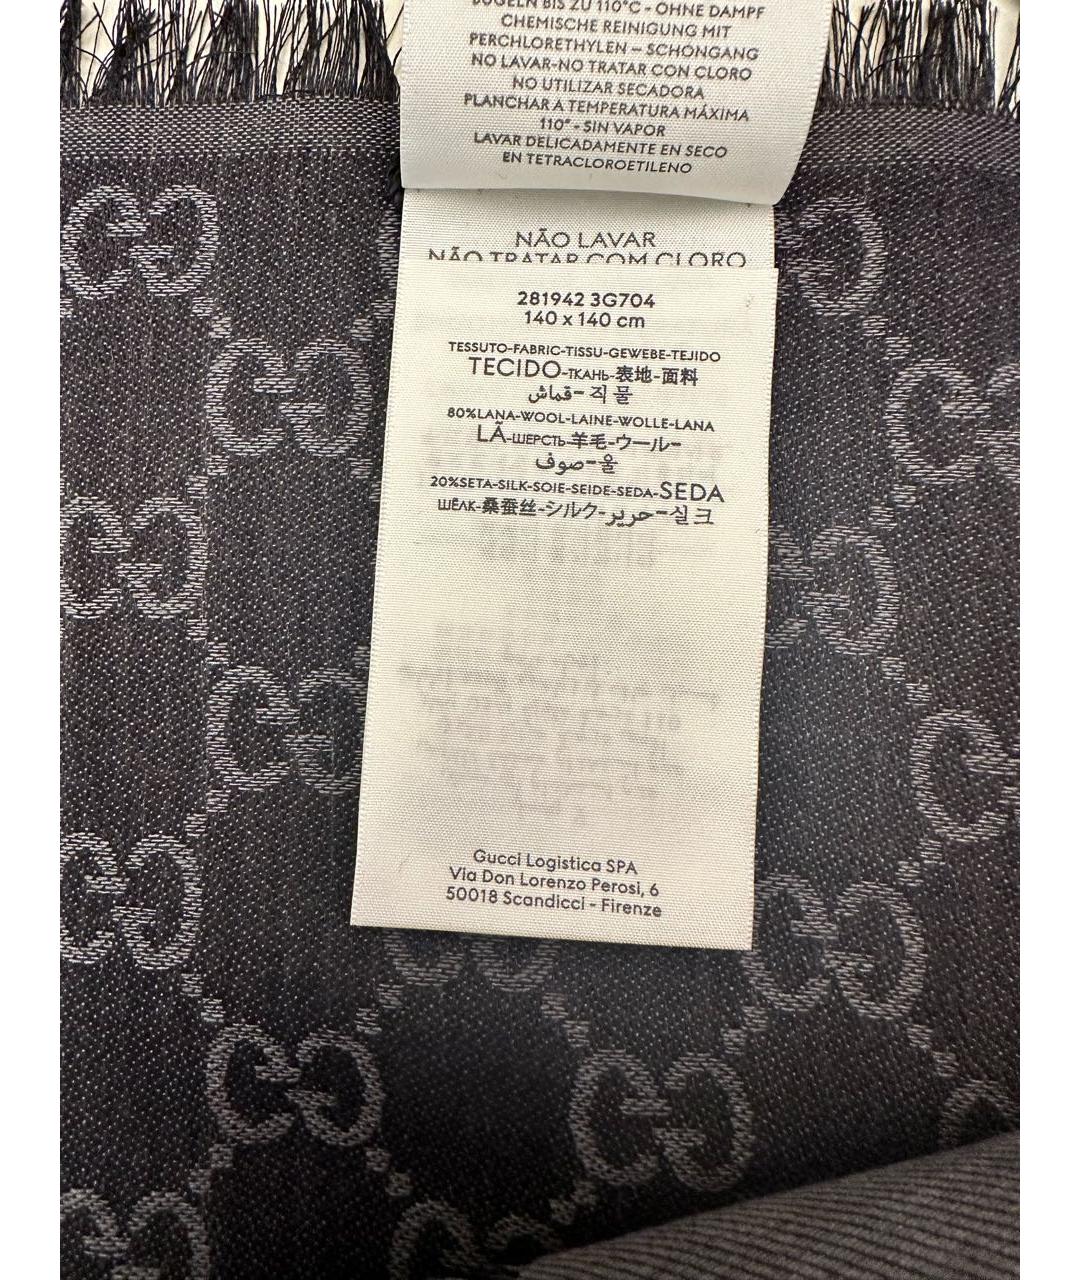 BÜGELN BIS ZU 110°C - OHNE DAMPF
CHEMISCHE REINIGUNG MIT
PERCHLORETHYLEN – SCHONGANG
NO LAVAR-NO TRATAR CON CLORO
NO UTILIZAR SECADORA
PLANCHAR A TEMPERATURA MÁXIMA
110° - SIN VAPOR
LAVAR DELICADAMENTE EN SECO
EN TETRACLOROETILENO
NÃO LAVAR
NÃO TRATAR COM CLORO
281942 3G704
140 x 140 cm
TESSUTO-FABRIC-TISSU-GEWEBE-TEJIDO
TECIDO-ТКАНЬ-表地-面料
قماش-직물
80%LANA-WOOL-LAINE-WOLLE-LANA
LÃ-ШЕРСТЬ-羊毛-ウール-
صوف-울
20%SETA-SILK-SOIE-SEIDE-SEDA-SEDA
ШЁЛК-桑蚕丝-シルク-حرير-실크
Gucci Logistica SPA
Via Don Lorenzo Perosi, 6
50018 Scandicci - Firenze